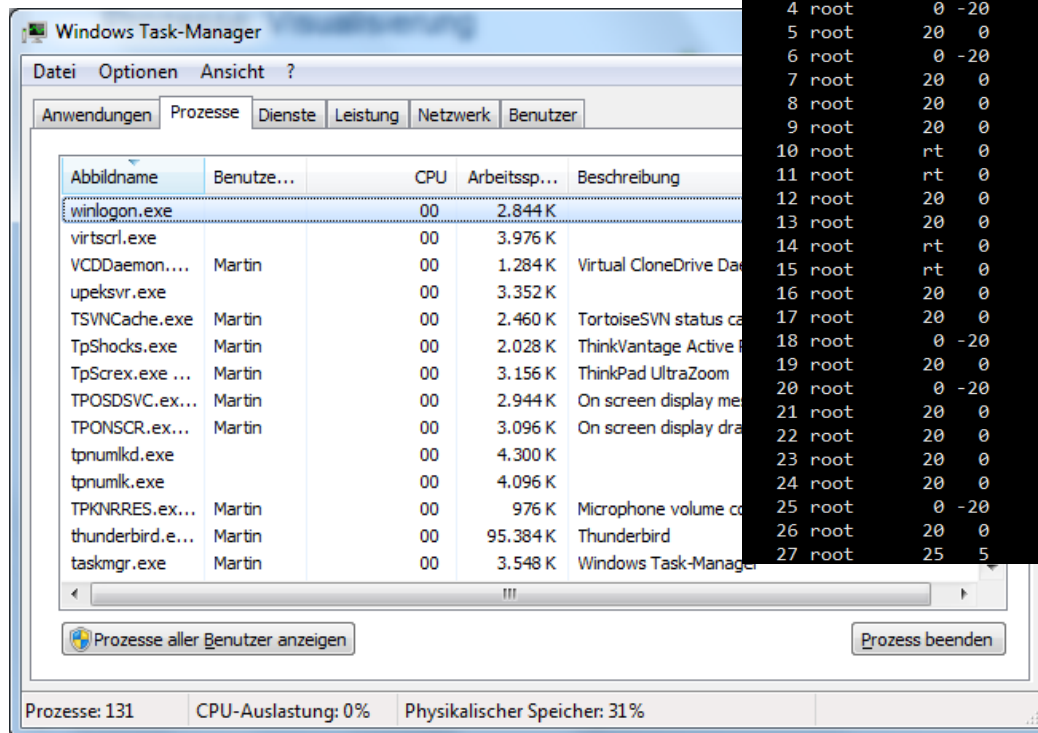 Visualisierung
Windows Task-Manager
Datei Optionen Ansicht ?
Anwendungen Prozesse Dienste Leistung Netzwerk Benutzer
Abbildname Benutze... CPU Arbeitssp... Beschreibung
winlogon.exe 00 2.844 K
virtscrl.exe 00 3.976 K
VCDDaemon.... Martin 00 1.284 K Virtual CloneDrive Dae
upeksvr.exe 00 3.352 K
TSVNCache.exe Martin 00 2.460 K TortoiseSVN status ca
TpShocks.exe Martin 00 2.028 K ThinkVantage Active
TpScrex.exe ... Martin 00 3.156 K ThinkPad UltraZoom
TPOSDSVC.ex... Martin 00 2.944 K On screen display me
TPONSCR.ex... Martin 00 3.096 K On screen display dra
tpnumlkd.exe 00 4.300 K
tpnumlk.exe 00 4.096 K
TPKNRRES.ex... Martin 00 976 K Microphone volume co
thunderbird.e... Martin 00 95.384 K Thunderbird
taskmgr.exe Martin 00 3.548 K Windows Task-Manager
Prozesse aller Benutzer anzeigen Prozess beenden
Prozesse: 131 CPU-Auslastung: 0% Physikalischer Speicher: 31%
4 root 0 -20
5 root 20 0
6 root 0 -20
7 root 20 0
8 root 20 0
9 root 20 0
10 root rt 0
11 root rt 0
12 root 20 0
13 root 20 0
14 root rt 0
15 root rt 0
16 root 20 0
17 root 20 0
18 root 0 -20
19 root 20 0
20 root 0 -20
21 root 20 0
22 root 20 0
23 root 20 0
24 root 20 0
25 root 0 -20
26 root 20 0
27 root 25 5